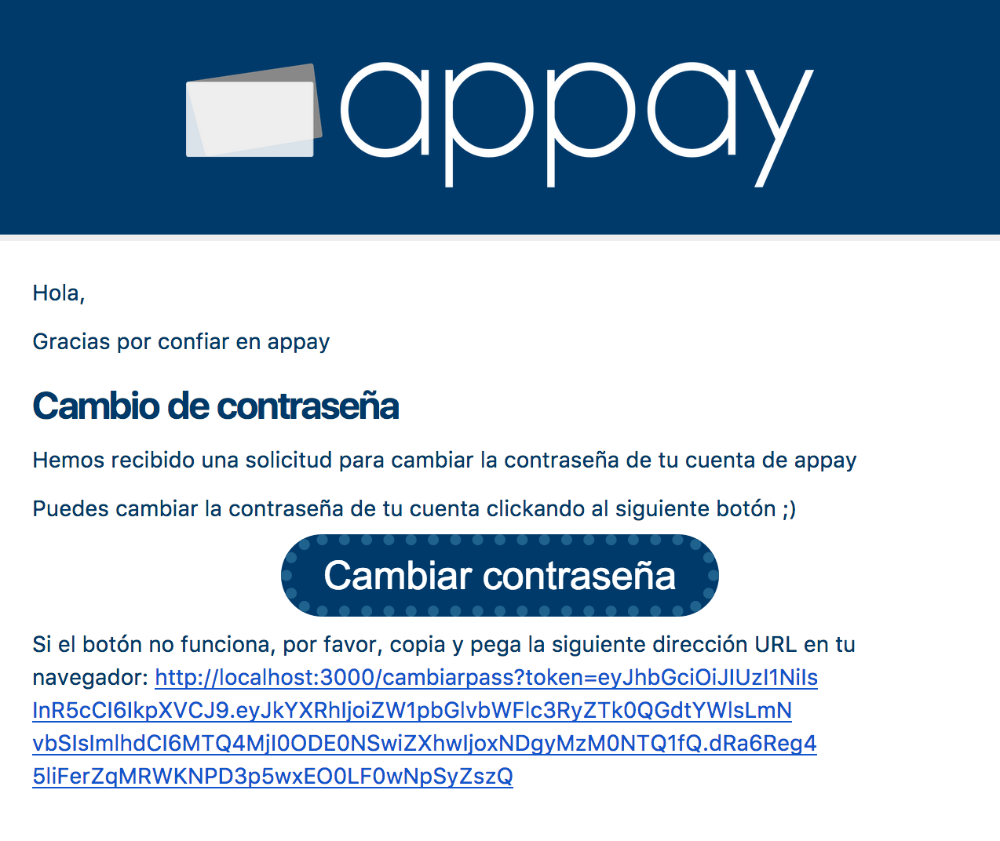 appay
Hola,
Gracias por confiar en appay
Cambio de contraseña
Hemos recibido una solicitud para cambiar la contraseña de tu cuenta de appay
Puedes cambiar la contraseña de tu cuenta clickando al siguiente botón ;)
Cambiar contraseña
Si el botón no funciona, por favor, copia y pega la siguiente dirección URL en tu
navegador: http://localhost:3000/cambiarpass?token=eyJhbGciOiJIUzI1NiIs
InR5cCI6IkpXVCJ9.eyJkYXRhIjoiZW1pbGlvbWFlc3RyZTk0QGdtYWlsLmN
vbSIsImlhdCI6MTQ4MjI0ODE0NSwiZXhwIjoxNDgyMzM0NTQ1fQ.dRa6Reg4
5liFerZqMRWKNPD3p5wxEO0LF0wNpSyZszQ